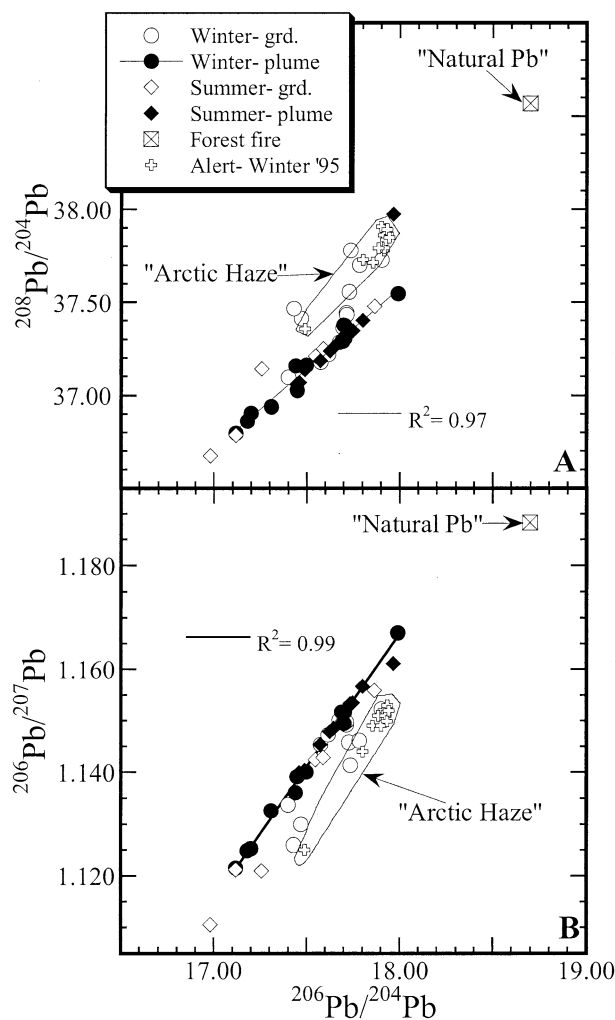 Winter- grd.
Winter- plume
Summer- grd.
Summer- plume
Forest fire
Alert- Winter '95
"Natural Pb"
38.00
"Arctic Haze"
37.50
37.00
208Pb/204Pb
R2= 0.97
A
"Natural Pb"
1.180
R2= 0.99
1.160
206Pb/207Pb
1.140
"Arctic Haze"
1.120
B
17.00 18.00 19.00
206Pb/204Pb